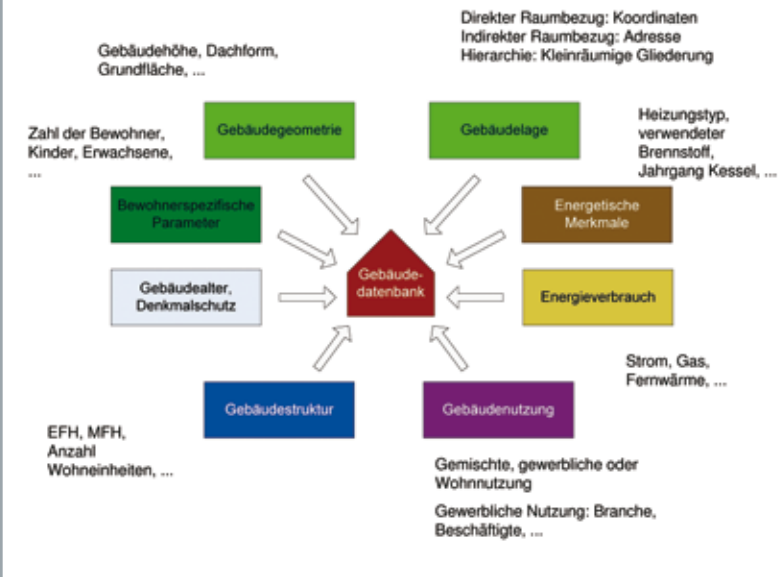 Direkter Raumbezug: Koordinaten
Indirekter Raumbezug: Adresse
Hierarchie: Kleinräumige Gliederung
Gebäudehöhe, Dachform,
Grundfläche, ...
Gebäudegeometrie
Gebäudelage
Zahl der Bewohner,
Kinder, Erwachsene,
...
Heizungstyp,
verwendeter
Brennstoff,
Jahrgang Kessel, ...
Bewohnerspezifische
Parameter
Energetische
Merkmale
Gebäude-
datenbank
Gebäudealter,
Denkmalschutz
Energieverbrauch
Strom, Gas,
Fernwärme, ...
Gebäudestruktur
Gebäudenutzung
EFH, MFH,
Anzahl
Wohneinheiten, ...
Gemischte, gewerbliche oder
Wohnnutzung
Gewerbliche Nutzung: Branche,
Beschäftigte, ...